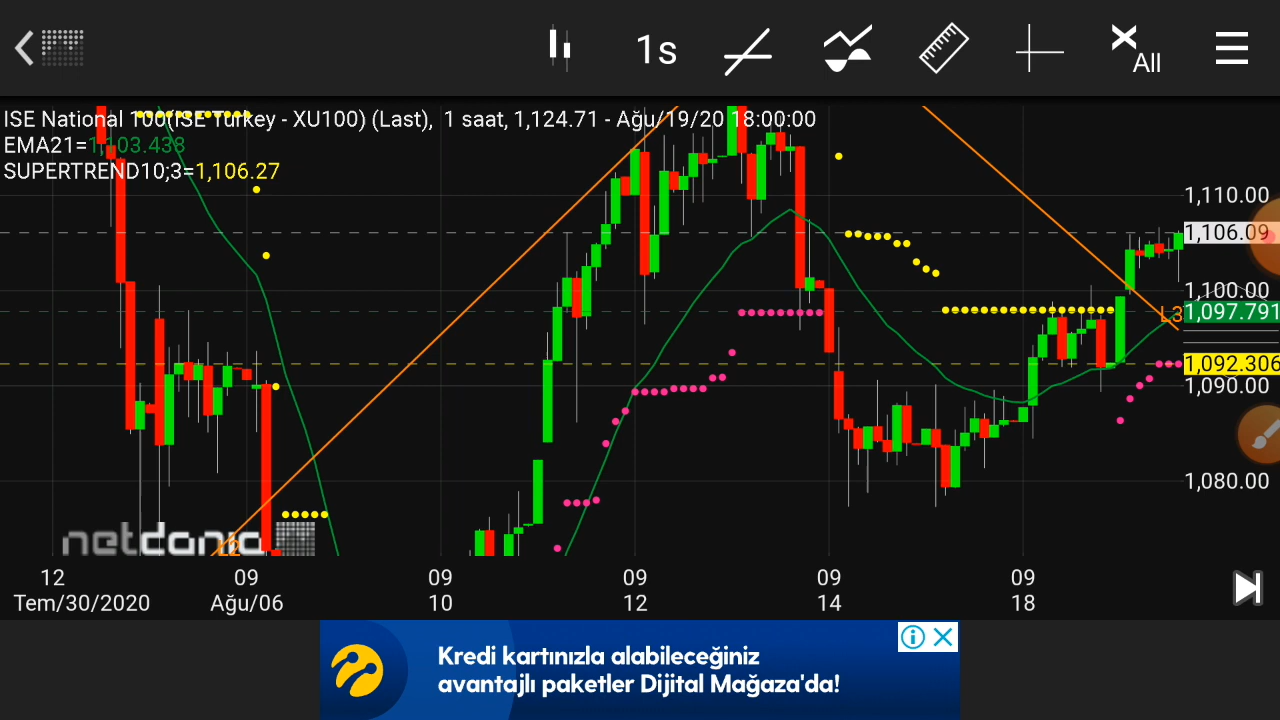 1s
All
ISE National 100(ISE Turkey - XU100) (Last), 1 saat, 1,124.71 - Ağu/19/20 18:00:00
EMA21=1,103.438
SUPERTREND10;3=1,106.27
1,110.00
1,106.09
1,100.00
L3
1,097.791
1,092.306
1,090.00
1,080.00
netdania
L2
12
09
09
09
09
09
Tem/30/2020
Ağu/06
10
12
14
18
Kredi kartınızla alabileceğiniz
avantajlı paketler Dijital Mağaza'da!